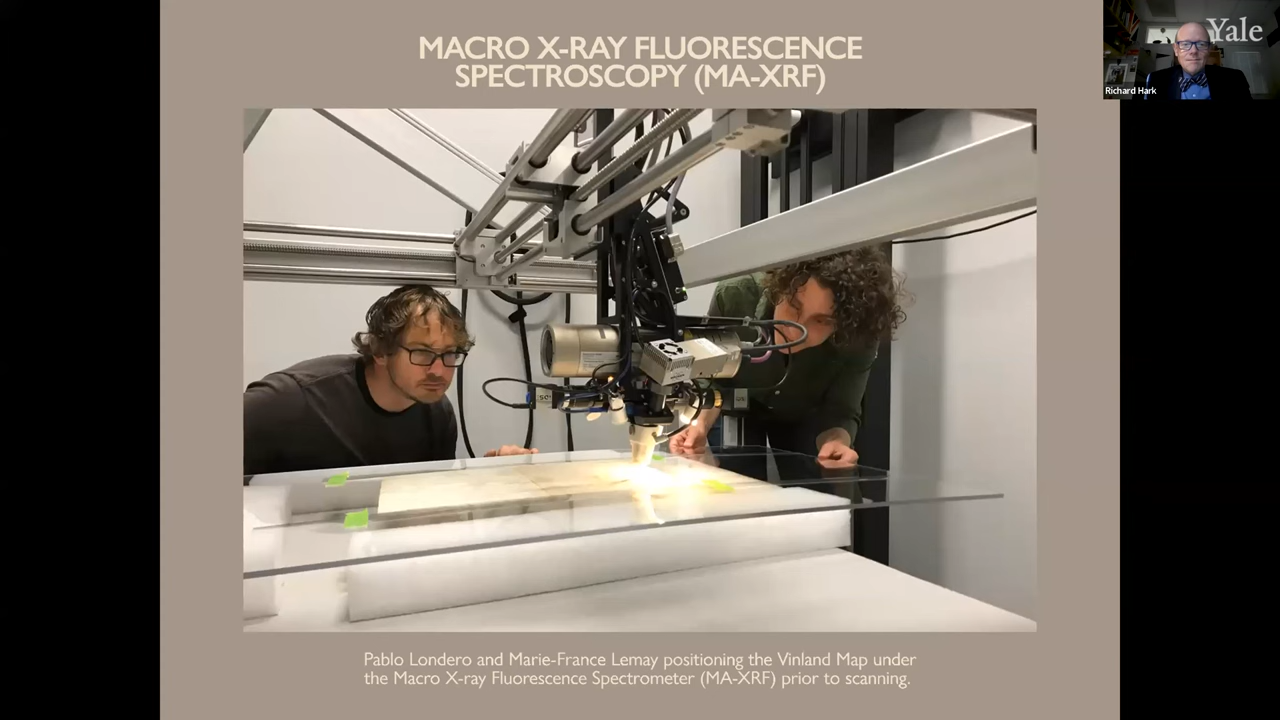 MACRO X-RAY FLUORESCENCE
SPECTROSCOPY (MA-XRF)
Yale
Richard Hark
Pablo Londero and Marie-France Lemay positioning the Vinland Map under
the Macro X-ray Fluorescence Spectrometer (MA-XRF) prior to scanning.